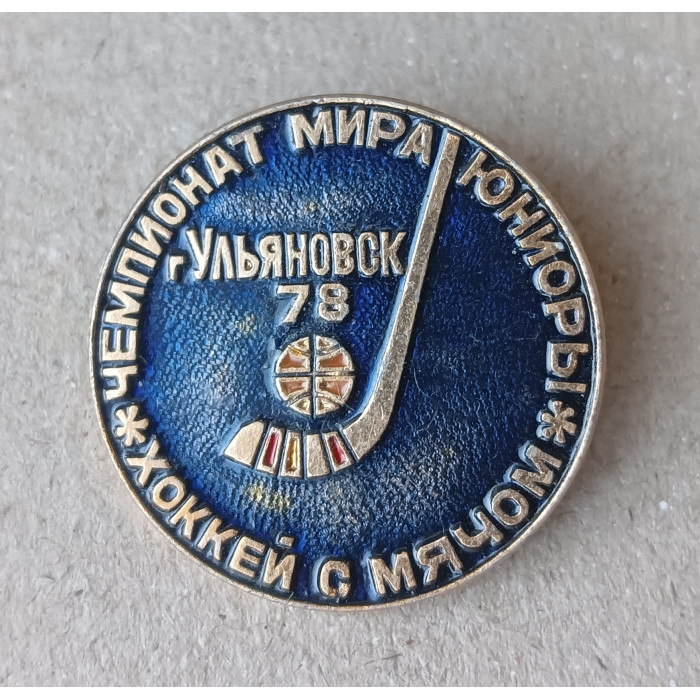 ЧЕМПИОНАТ МИРА ЮНИОРЫ
г УЛЬЯНОВСК
78
ХОККЕЙ С МЯЧОМ